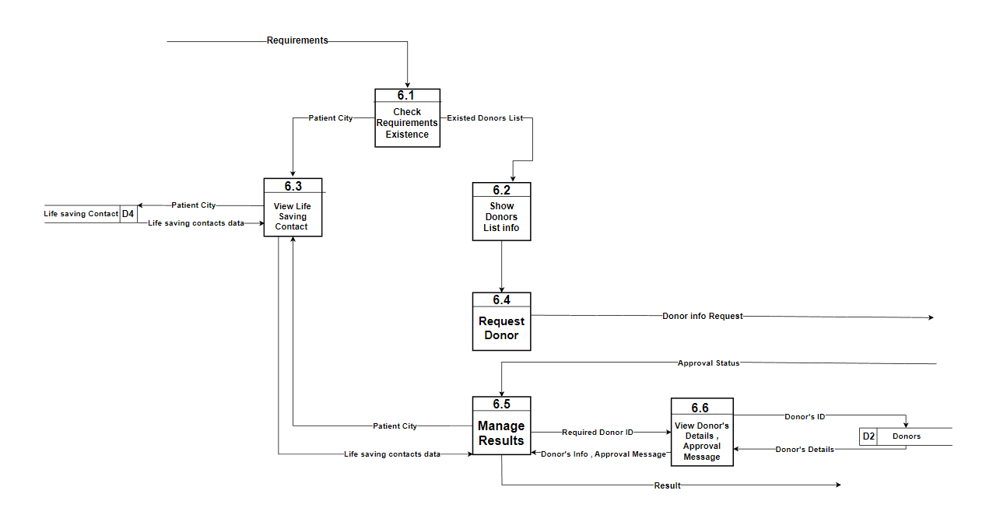 Requirements
6.1
Check
Requirements
Existence
Patient City
Existed Donors List
6.3
View Life
Saving
Contact
6.2
Show
Donors
List info
Patient City
Life saving Contact D4
Life saving contacts data
6.4
Request
Donor
Donor info Request
Approval Status
6.5
Manage
Results
6.6
View Donor's
Details ,
Approval
Message
Donor's ID
Patient City
Required Donor ID
D2 Donors
Life saving contacts data
Donor's Info , Approval Message
Donor's Details
Result